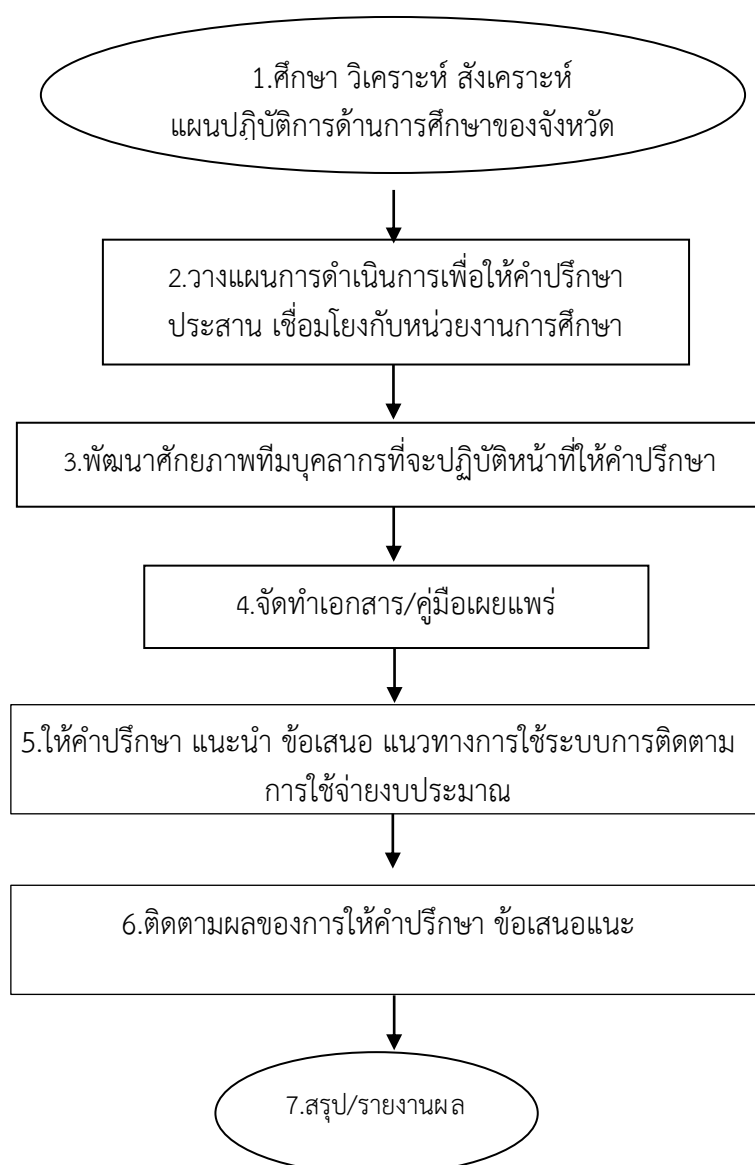 1.ศึกษา วิเคราะห์ สังเคราะห์
แผนปฏิบัติการด้านการศึกษาของจังหวัด
2.วางแผนการดำเนินการเพื่อให้คำปรึกษา
ประสาน เชื่อมโยงกับหน่วยงานการศึกษา
3.พัฒนาศักยภาพทีมบุคลากรที่จะปฏิบัติหน้าที่ให้คำปรึกษา
4.จัดทำเอกสาร/คู่มือเผยแพร่
5.ให้คำปรึกษา แนะนำ ข้อเสนอ แนวทางการใช้ระบบการติดตาม
การใช้จ่ายงบประมาณ
6.ติดตามผลของการให้คำปรึกษา ข้อเสนอแนะ
7.สรุป/รายงานผล